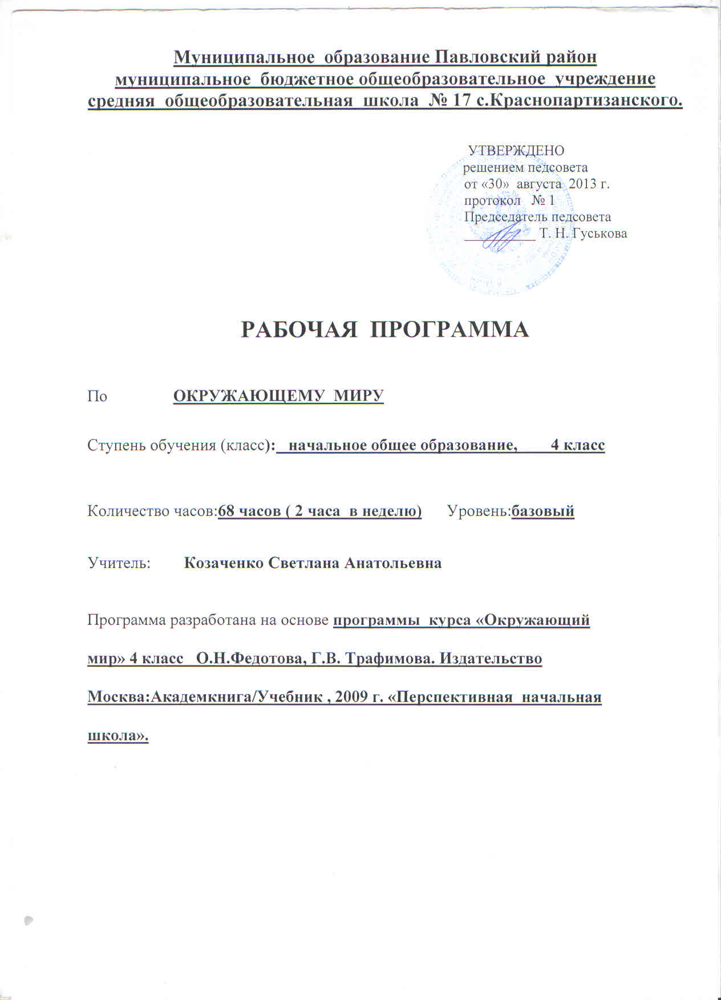 Муниципальное образование Павловский район
муниципальное бюджетное общеобразовательное учреждение
средняя общеобразовательная школа № 17 с.Краснопартизанского.
УТВЕРЖДЕНО
решением педсовета
от «30» августа 2013 г.
протокол № 1
Председатель педсовета
__________ Т. Н. Гуськова
РАБОЧАЯ ПРОГРАММА
По ОКРУЖАЮЩЕМУ МИРУ
Ступень обучения (класс): начальное общее образование, 4 класс
Количество часов:68 часов ( 2 часа в неделю) Уровень:базовый
Учитель: Козаченко Светлана Анатольевна
Программа разработана на основе программы курса «Окружающий
мир» 4 класс О.Н.Федотова, Г.В. Трафимова. Издательство
Москва:Академкнига/Учебник , 2009 г. «Перспективная начальная
школа».